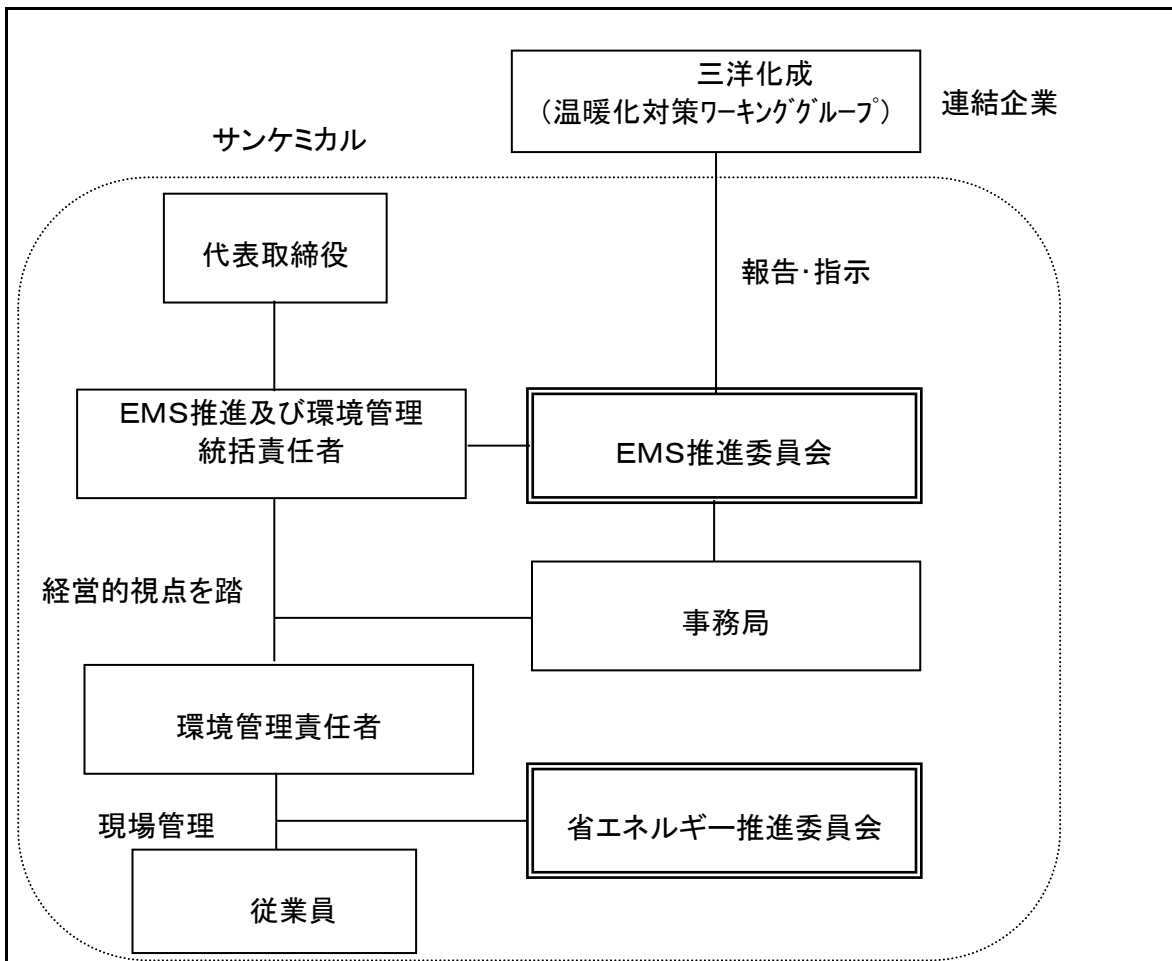 三洋化成
（温暖化対策ﾜｰｷﾝｸﾞｸﾞﾙｰﾌﾟ）
連結企業
サンケミカル
代表取締役
報告・指示
ＥＭＳ推進及び環境管理
統括責任者
ＥＭＳ推進委員会
経営的視点を踏
事務局
環境管理責任者
現場管理
省エネルギー推進委員会
従業員